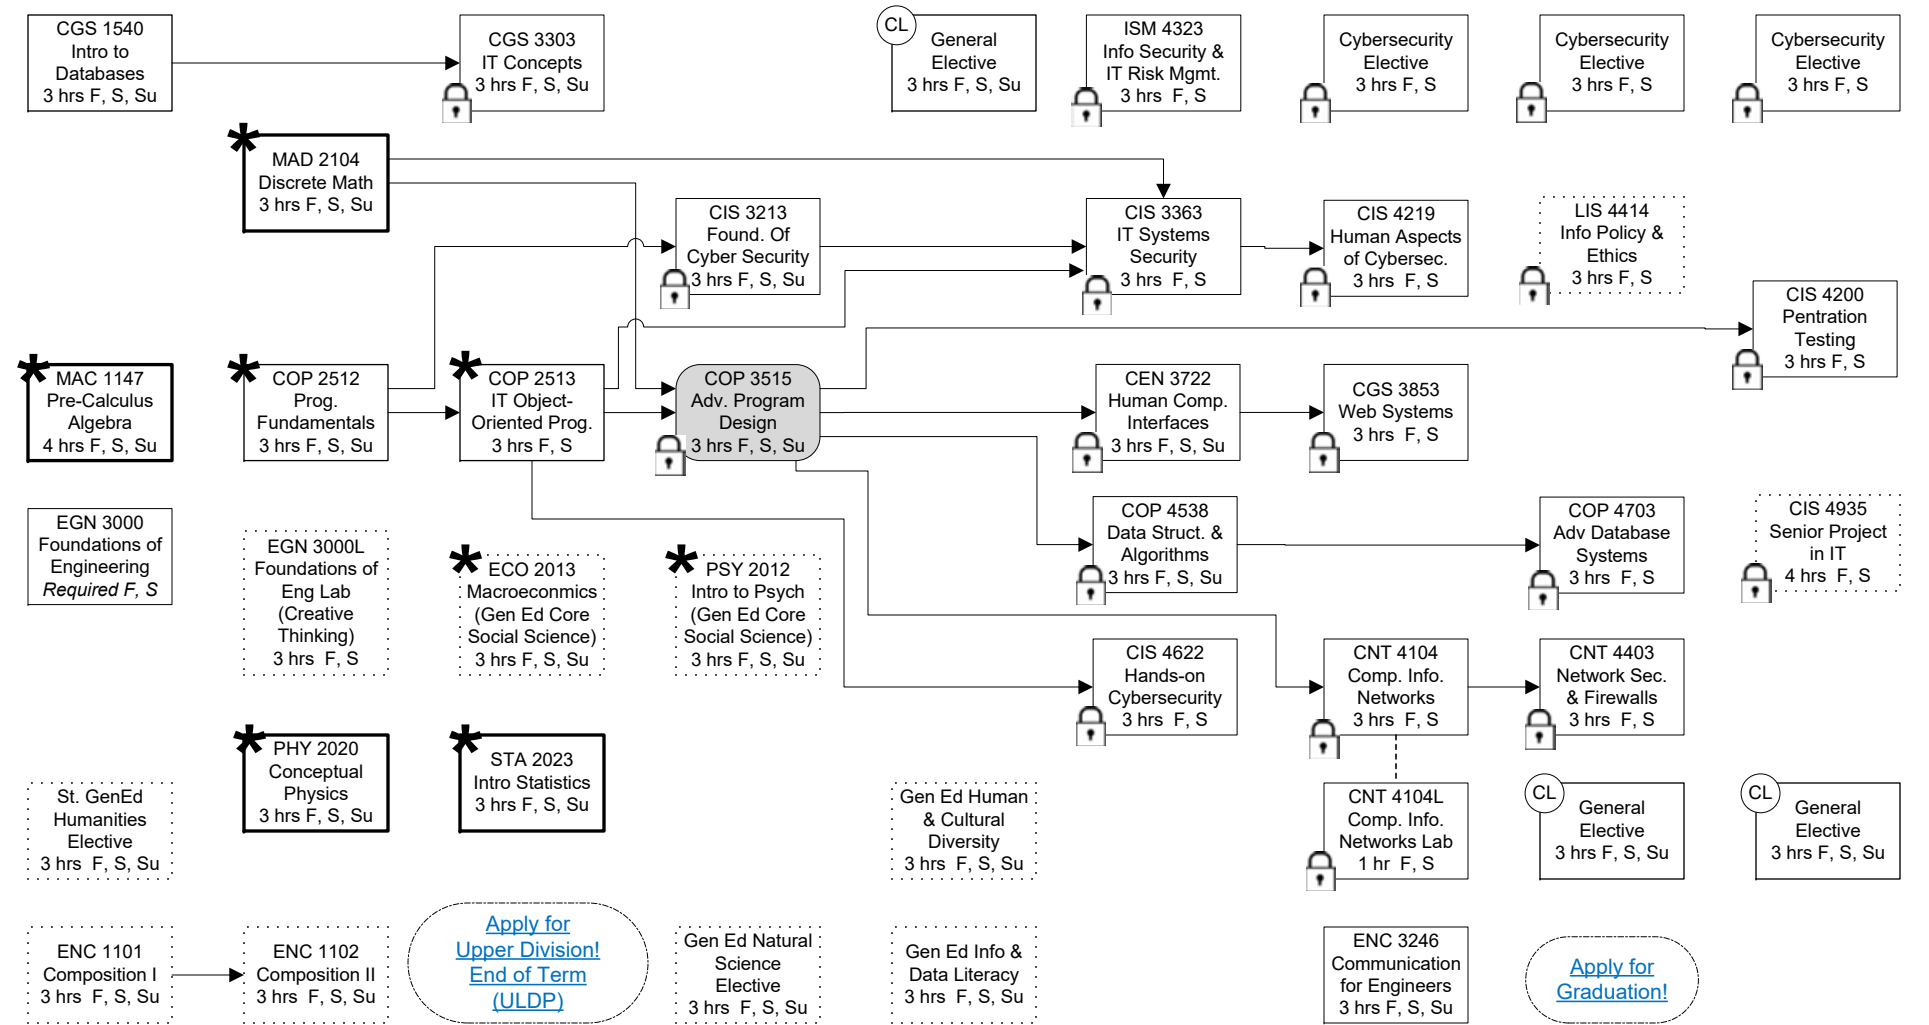 CGS 1540
Intro to
Databases
3 hrs F, S, Su
CGS 3303
IT Concepts
3 hrs F, S, Su
CL
General
Elective
3 hrs F, S, Su
ISM 4323
Info Security &
IT Risk Mgmt.
3 hrs  F, S
Cybersecurity
Elective
3 hrs F, S
Cybersecurity
Elective
3 hrs F, S
Cybersecurity
Elective
3 hrs F, S
*
MAD 2104
Discrete Math
3 hrs F, S, Su
CIS 3213
Found. Of
Cyber Security
3 hrs F, S, Su
CIS 3363
IT Systems
Security
3 hrs  F, S
CIS 4219
Human Aspects
of Cybersec.
3 hrs  F, S
LIS 4414
Info Policy &
Ethics
3 hrs  F, S
CIS 4200
Pentration
Testing
3 hrs  F, S
*
MAC 1147
Pre-Calculus
Algebra
4 hrs F, S, Su
*
COP 2512
Prog.
Fundamentals
3 hrs F, S, Su
*
COP 2513
IT Object-
Oriented Prog.
3 hrs  F, S
COP 3515
Adv. Program
Design
3 hrs F, S, Su
CEN 3722
Human Comp.
Interfaces
3 hrs  F, S, Su
CGS 3853
Web Systems
3 hrs  F, S
EGN 3000
Foundations of
Engineering
Required F, S
EGN 3000L
Foundations of
Eng Lab
(Creative
Thinking)
3 hrs  F, S
*
ECO 2013
Macroeconmics
(Gen Ed Core
Social Science)
3 hrs F, S, Su
*
PSY 2012
Intro to Psych
(Gen Ed Core
Social Science)
3 hrs F, S, Su
COP 4538
Data Struct. &
Algorithms
3 hrs  F, S, Su
COP 4703
Adv Database
Systems
3 hrs  F, S
CIS 4935
Senior Project
in IT
4 hrs  F, S
CIS 4622
Hands-on
Cybersecurity
3 hrs  F, S
CNT 4104
Comp. Info.
Networks
3 hrs  F, S
CNT 4403
Network Sec.
& Firewalls
3 hrs  F, S
St. GenEd
Humanities
Elective
3 hrs  F, S, Su
*
PHY 2020
Conceptual
Physics
3 hrs F, S, Su
*
STA 2023
Intro Statistics
3 hrs F, S, Su
Gen Ed Human
& Cultural
Diversity
3 hrs  F, S, Su
CNT 4104L
Comp. Info.
Networks Lab
1 hr  F, S
CL
General
Elective
3 hrs F, S, Su
CL
General
Elective
3 hrs F, S, Su
ENC 1101
Composition I
3 hrs  F, S, Su
ENC 1102
Composition II
3 hrs  F, S, Su
Apply for
Upper Division!
End of Term
(ULDP)
Gen Ed Natural
Science
Elective
3 hrs  F, S, Su
Gen Ed Info &
Data Literacy
3 hrs  F, S, Su
ENC 3246
Communication
for Engineers
3 hrs F, S, Su
Apply for
Graduation!